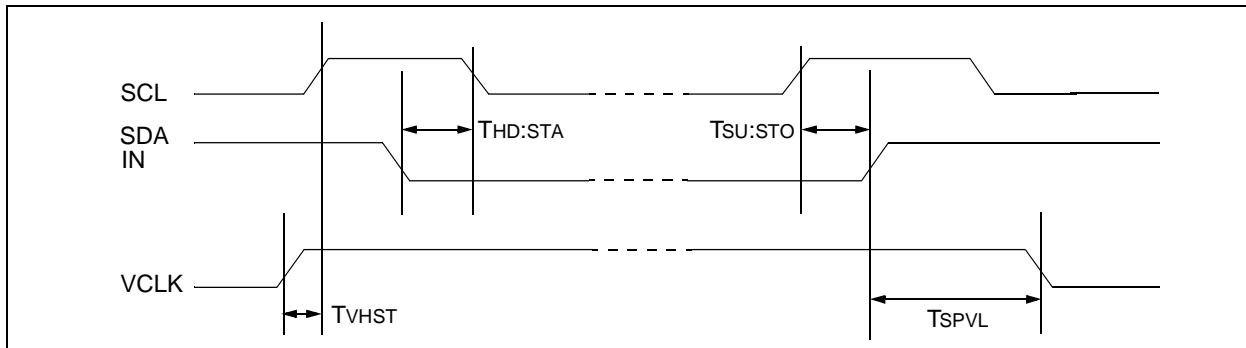 SCL
SDA
IN
THD:STA
TSU:STO
VCLK
TVHST
TSPVL